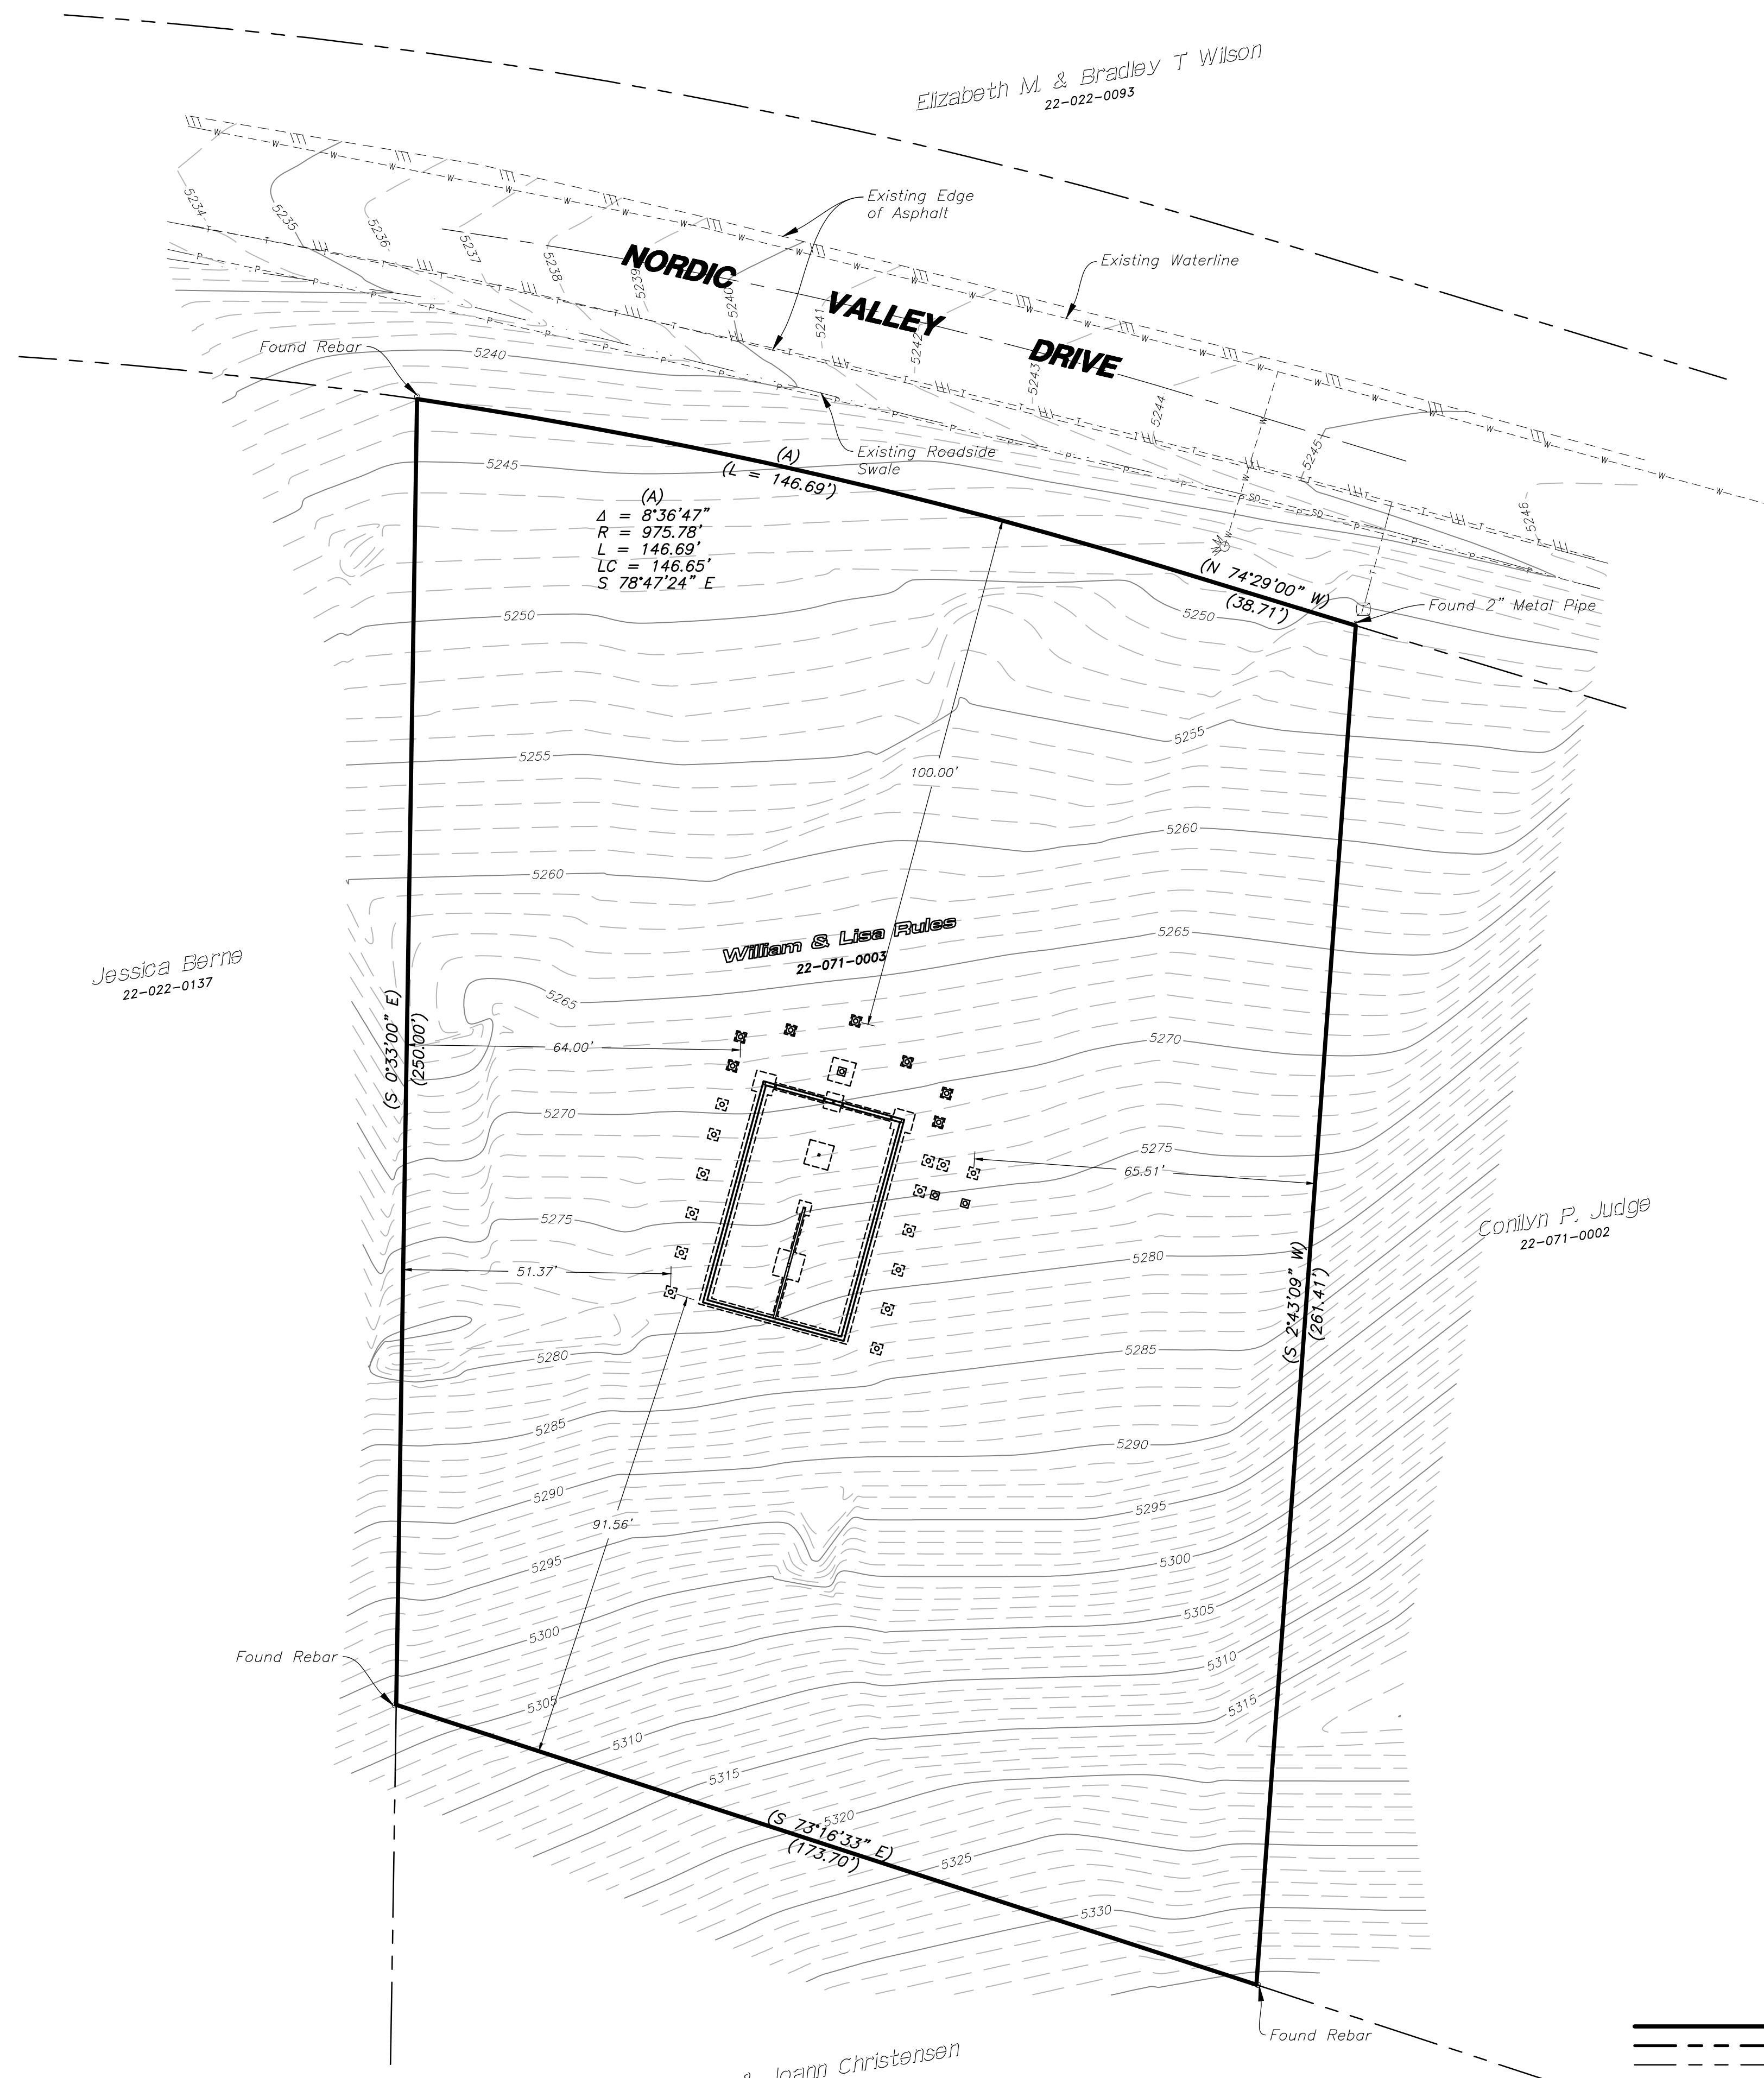 Elizabeth M. & Bradley T Wilson
22-022-0093
Existing Edge
of Asphalt
Existing Waterline
NORDIC VALLEY DRIVE
5234
5235
5236
5237
5238
5239
5240
5241
5242
5243
5244
5245
5246
Found Rebar
5240
Existing Roadside
Swale
5245
(A)
(L = 146.69')
(A)
Δ = 8°36'47"
R = 975.78'
L = 146.69'
LC = 146.65'
S 78°47'24" E
SD
SD
W
T
(N 74°29'00" W)
(38.71')
Found 2" Metal Pipe
5250
5250
5255
5255
100.00'
5260
5260
William & Lisa Rules
22-071-0003
5265
5265
Jessica Berne
22-022-0137
(S 0°33'00" E)
(250.00')
64.00'
5270
5270
5275
65.51'
5275
Conilyn P. Judge
22-071-0002
51.37'
5280
5280
(S 2°43'09" W)
(261.41')
5285
5285
5290
5290
91.56'
5295
5295
5300
5300
5305
5305
Found Rebar
5310
5310
5315
5315
5320
(S 73°16'33" E)
(173.70')
5325
5330
Found Rebar
& Joann Christensen